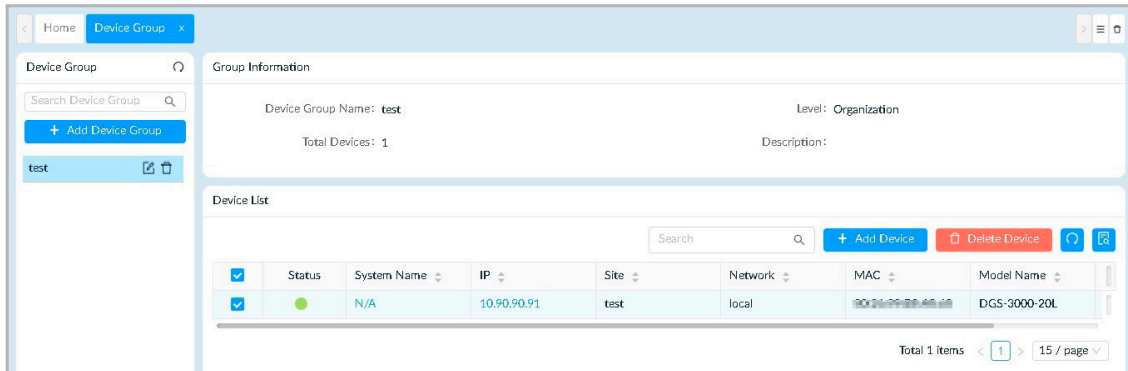 Home
Device Group x
Device Group
Search Device Group
+ Add Device Group
test
Group Information
Device Group Name: test
Level: Organization
Total Devices: 1
Description:
Device List
Search
+ Add Device
Delete Device
Status System Name IP Site Network MAC Model Name
N/A 10.90.90.91 test local DGS-3000-20L
Total 1 items < 1 > 15 / page